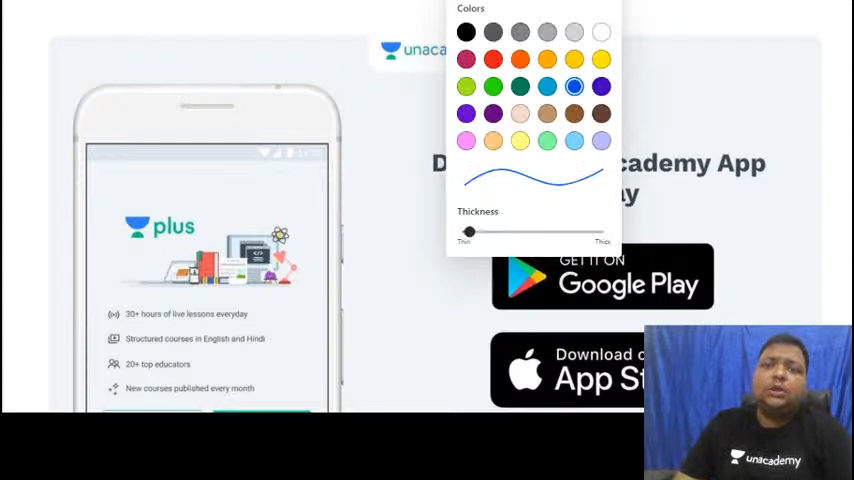 Colors
unaca
D
cademy App
ay
Thickness
Thin
Thick
plus
30+ hours of live lessons everyday
Structured courses in English and Hindi
20+ top educators
New courses published every month
GET IT ON
Google Play
Download o
App St
unacademy